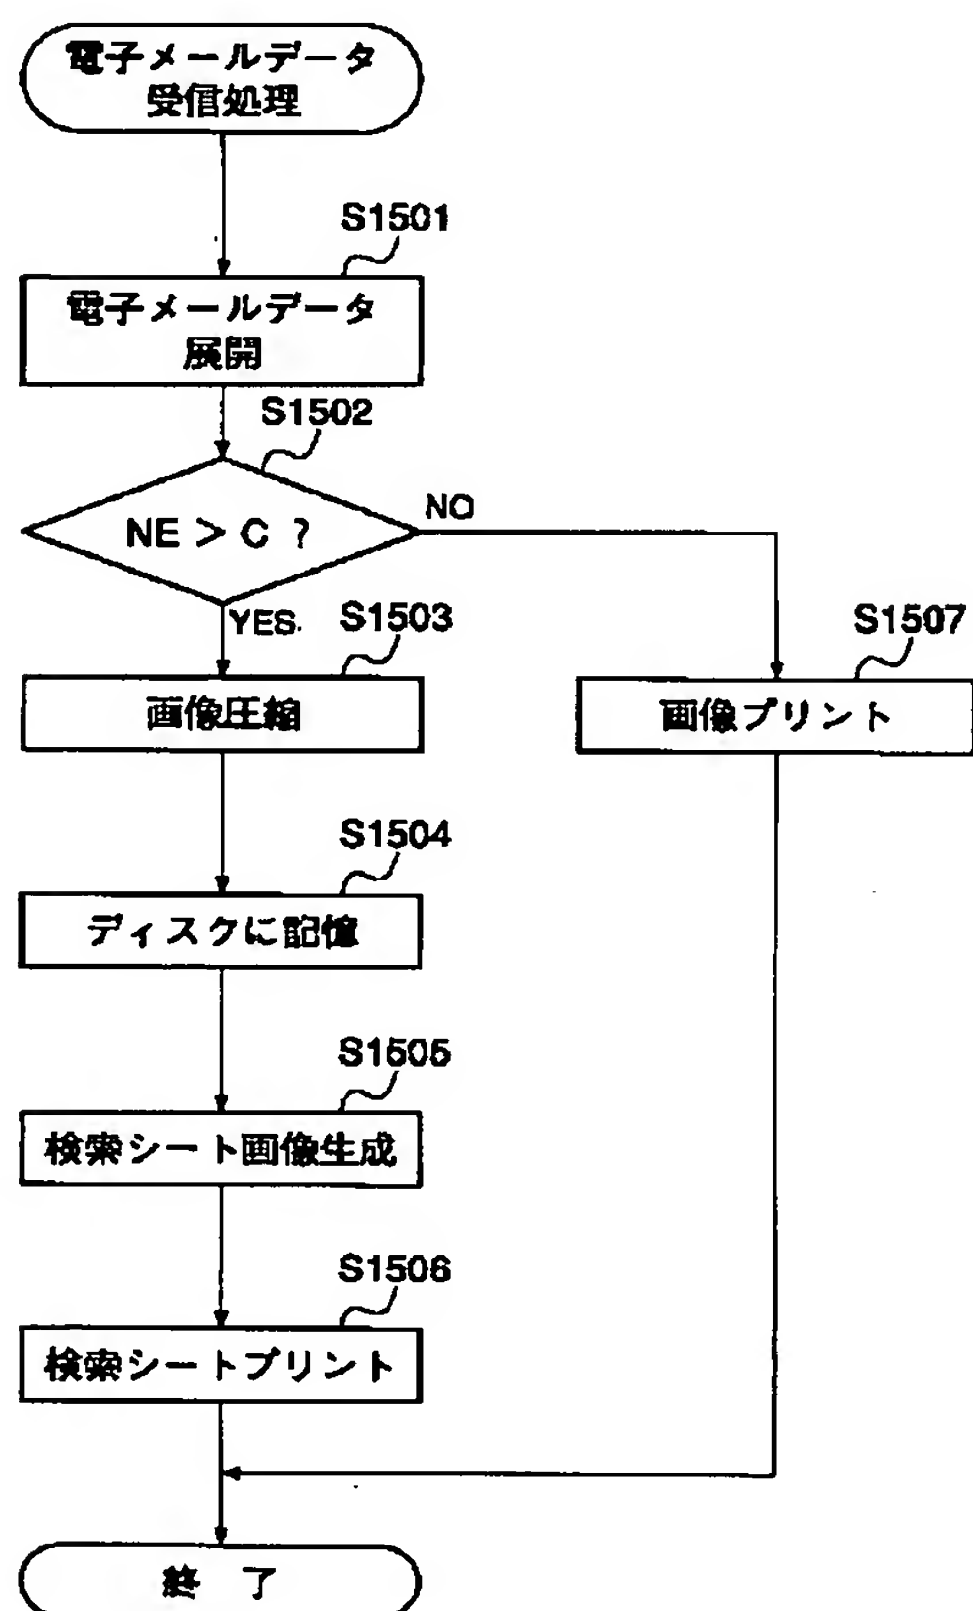 電子メールデータ
受信処理
S1501
電子メールデータ
展開
S1502
NE > C ?
NO
YES
S1503
画像圧縮
S1507
画像プリント
S1504
ディスクに記憶
S1505
検索シート画像生成
S1506
検索シートプリント
終 了